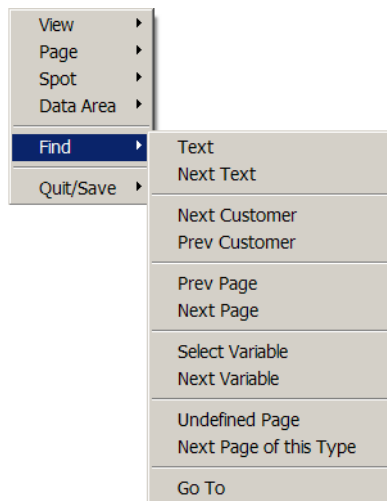 View
Page
Spot
Data Area
Find
Quit/Save
Text
Next Text
Next Customer
Prev Customer
Prev Page
Next Page
Select Variable
Next Variable
Undefined Page
Next Page of this Type
Go To